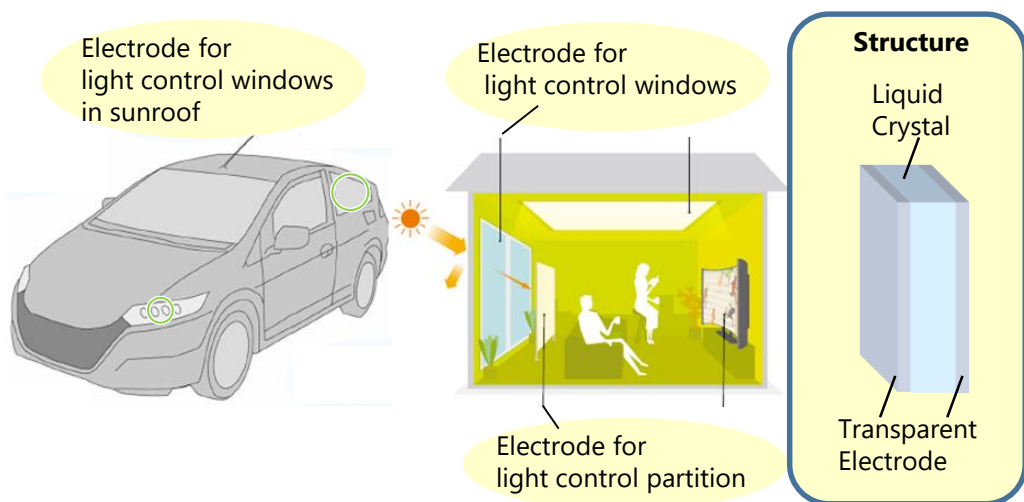 Electrode for
light control windows
in sunroof
Electrode for
light control windows
Structure
Liquid
Crystal
Electrode for
light control partition
Transparent
Electrode